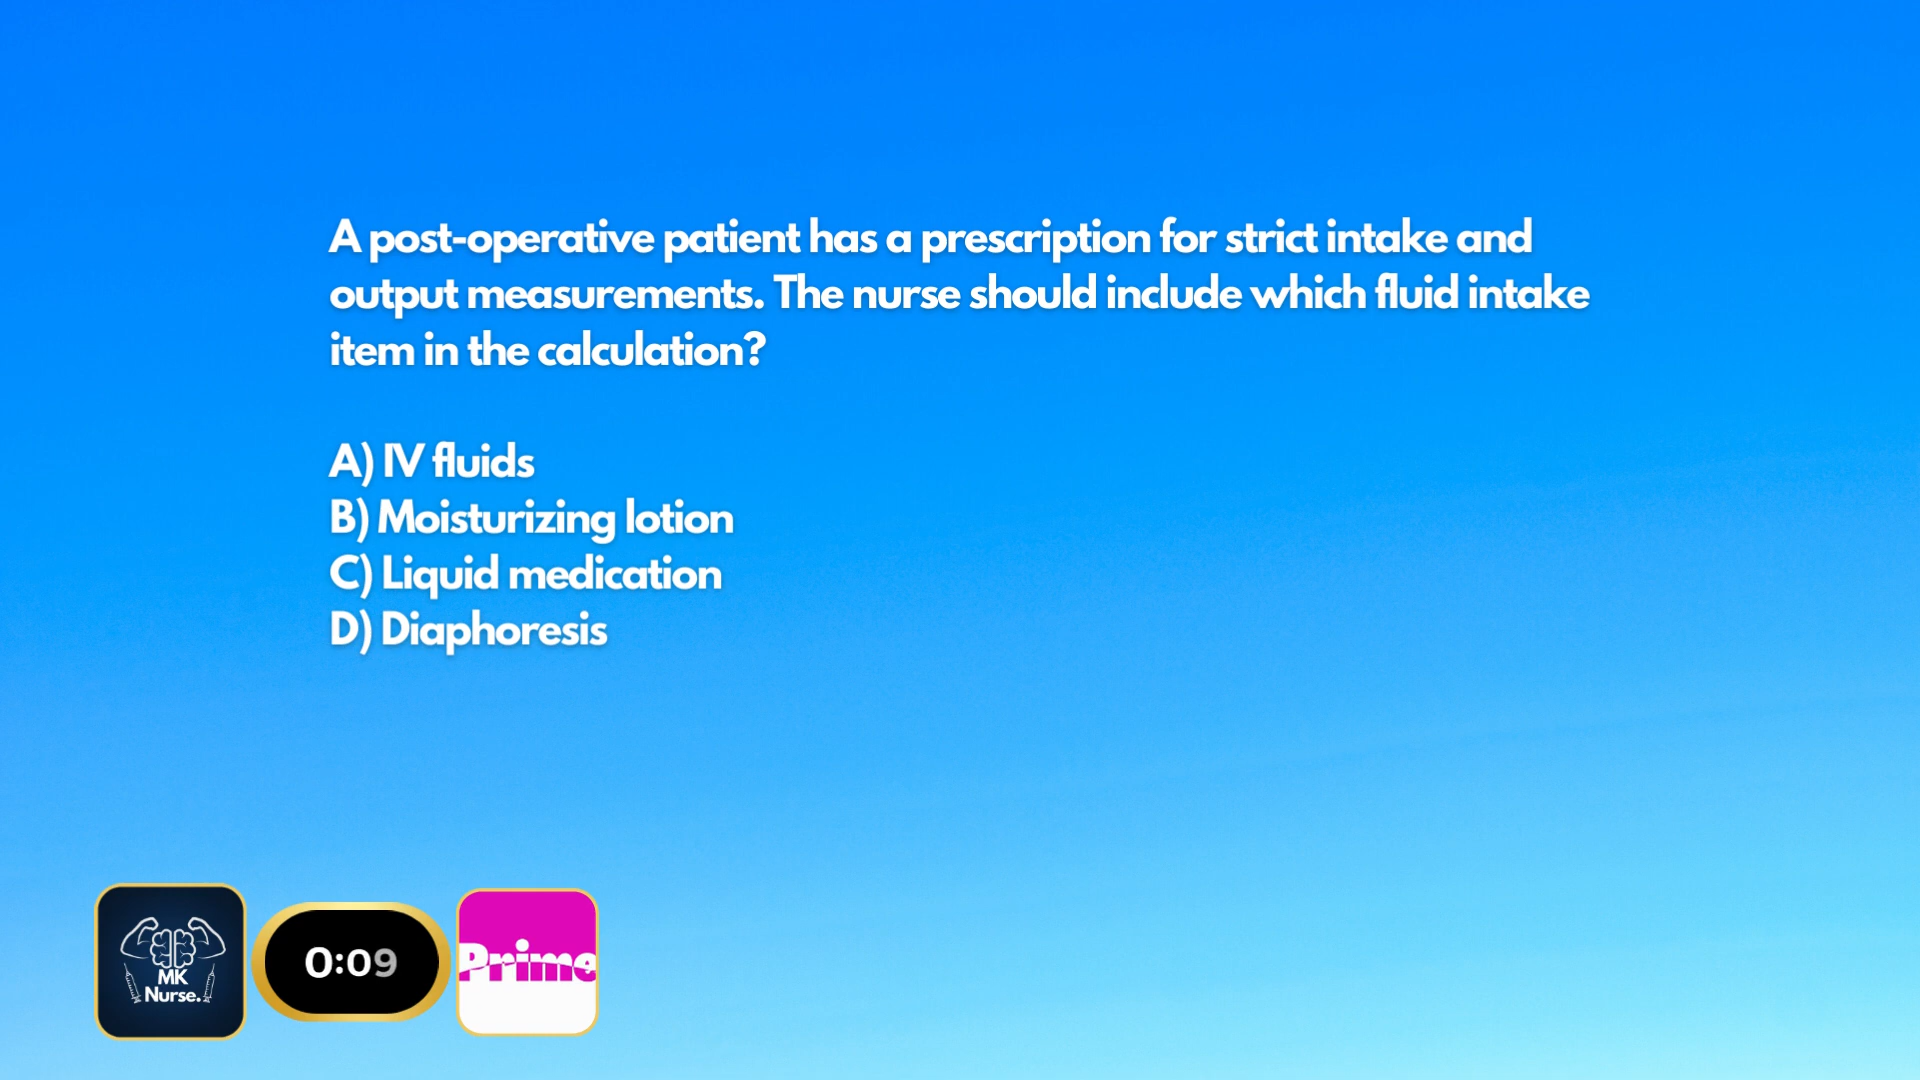 A post-operative patient has a prescription for strict intake and
output measurements. The nurse should include which fluid intake
item in the calculation?
A) IV fluids
B) Moisturizing lotion
C) Liquid medication
D) Diaphoresis
MK
Nurse.
0:09
Prime